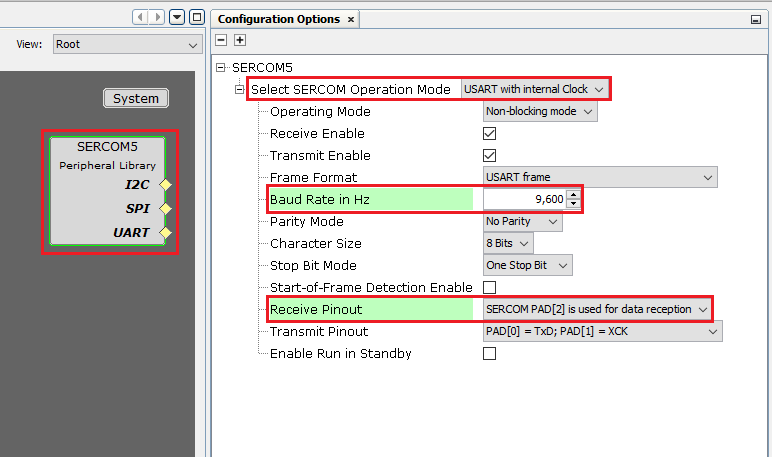 View: Root
System
SERCOM5
Peripheral Library
I2C
SPI
UART
Configuration Options ×
SERCOM5
Select SERCOM Operation Mode USART with internal Clock
Operating Mode Non-blocking mode
Receive Enable
Transmit Enable
Frame Format USART frame
Baud Rate in Hz 9,600
Parity Mode No Parity
Character Size 8 Bits
Stop Bit Mode One Stop Bit
Start-of-Frame Detection Enable
Receive Pinout SERCOM PAD[2] is used for data reception
Transmit Pinout PAD[0] = TxD; PAD[1] = XCK
Enable Run in Standby